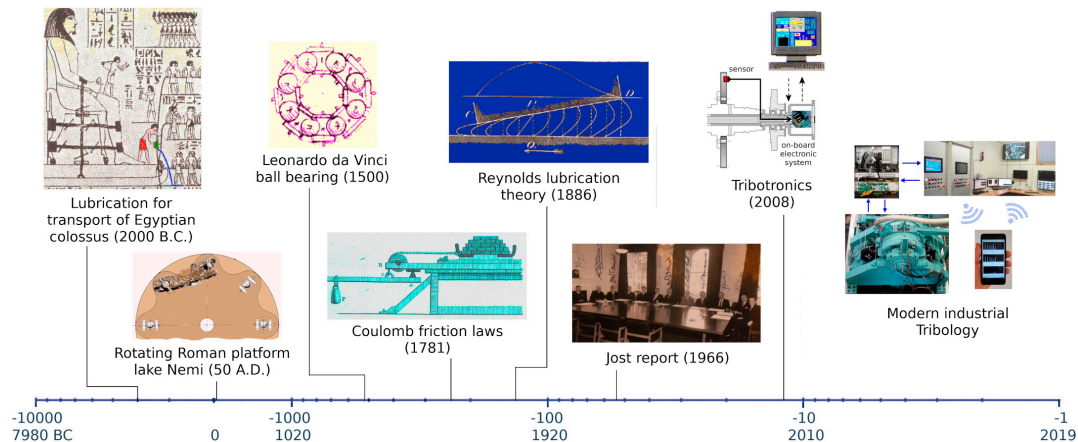 sensor
on-board
electronic
system
Leonardo da Vinci
ball bearing (1500)
Reynolds lubrication
theory (1886)
Tribotronics
(2008)
Lubrication for
transport of Egyptian
colossus (2000 B.C.)
Coulomb friction laws
(1781)
Modern industrial
Tribology
Rotating Roman platform
lake Nemi (50 A.D.)
Jost report (1966)
-10000
-1000
-100
-10
-1
7980 BC
0
1020
1920
2010
2019